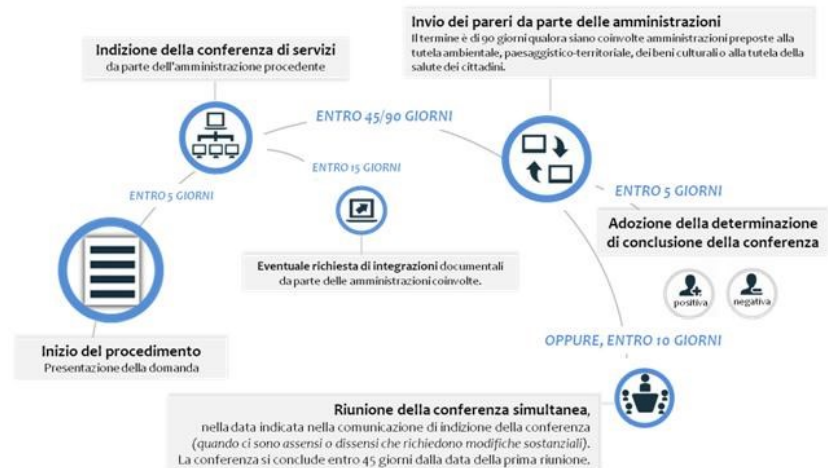 Invio dei pareri da parte delle amministrazioni
Il termine è di 90 giorni qualora siano coinvolte amministrazioni preposte alla
tutela ambientale, paesaggistico-territoriale, dei beni culturali o alla tutela della
salute dei cittadini.
Indizione della conferenza di servizi
da parte dell'amministrazione procedente
ENTRO 45/90 GIORNI
ENTRO 15 GIORNI
ENTRO 5 GIORNI
ENTRO 5 GIORNI
Adozione della determinazione
di conclusione della conferenza
positiva
negativa
Eventuale richiesta di integrazioni documentali
da parte delle amministrazioni coinvolte.
Inizio del procedimento
Presentazione della domanda
OPPURE, ENTRO 10 GIORNI
Riunione della conferenza simultanea,
nella data indicata nella comunicazione di indizione della conferenza
(quando ci sono assensi o dissensi che richiedono modifiche sostanziali).
La conferenza si conclude entro 45 giorni dalla data della prima riunione.